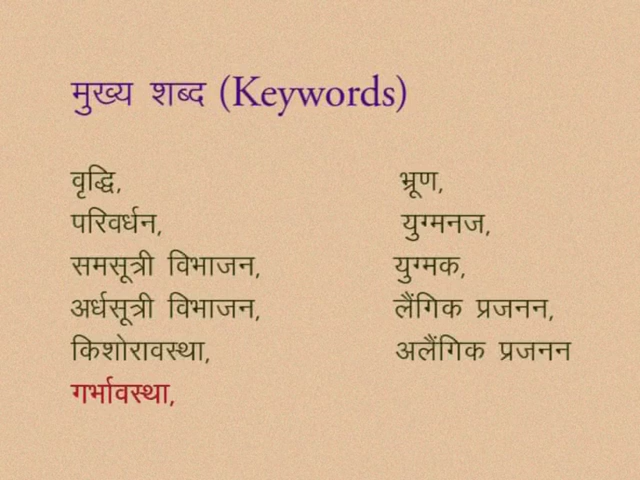 मुख्य शब्द (Keywords)
वृद्धि,
परिवर्धन,
समसूत्री विभाजन,
अर्धसूत्री विभाजन,
किशोरावस्था,
गर्भावस्था,
भ्रूण,
युग्मनज,
युग्मक,
लैंगिक प्रजनन,
अलैंगिक प्रजनन